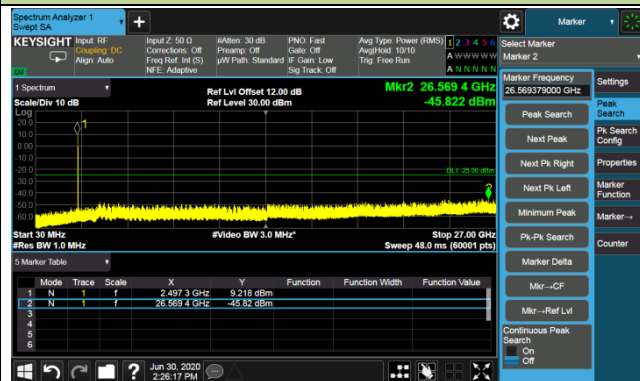 Spectrum Analyzer 1
Swept SA
Marker
KEYSIGHT
Input: RF
Coupling: DC
Align: Auto
Input Z: 50 Ω
Corrections: Off
Freq Ref: Int (S)
NFE: Adaptive
#Atten: 30 dB
Preamp: Off
µW Path: Standard
PNO: Fast
Gate: Off
IF Gain: Low
Sig Track: Off
Avg Type: Power (RMS)
Avg|Hold: 10/10
Trig: Free Run
1 2 3 4 5 6
A W W W W W
A N N N N N
Select Marker
Marker 2
Marker Frequency
26.569379000 GHz
Peak Search
Next Peak
Next Pk Right
Next Pk Left
Minimum Peak
Pk-Pk Search
Marker Delta
Mkr→CF
Mkr→Ref Lvl
Continuous Peak
Search
On
Off
Settings
Peak
Search
Pk Search
Config
Properties
Marker
Function
Marker→
Counter
1 Spectrum
Scale/Div 10 dB
Ref Lvl Offset 12.00 dB
Ref Level 30.00 dBm
Mkr2 26.569 4 GHz
-45.822 dBm
Log
20.0
10.0
0.00
-10.0
-20.0
-30.0
-40.0
-50.0
-60.0
1
DL1 -25.00 dBm
2
Start 30 MHz
#Res BW 1.0 MHz
#Video BW 3.0 MHz*
Stop 27.00 GHz
Sweep 48.0 ms (60001 pts)
5 Marker Table
Mode Trace Scale X Y Function Function Width Function Value
1 N 1 f 2.497 3 GHz 9.218 dBm
2 N 1 f 26.569 4 GHz -45.82 dBm
3
4
5
6
Jun 30, 2020
2:26:17 PM